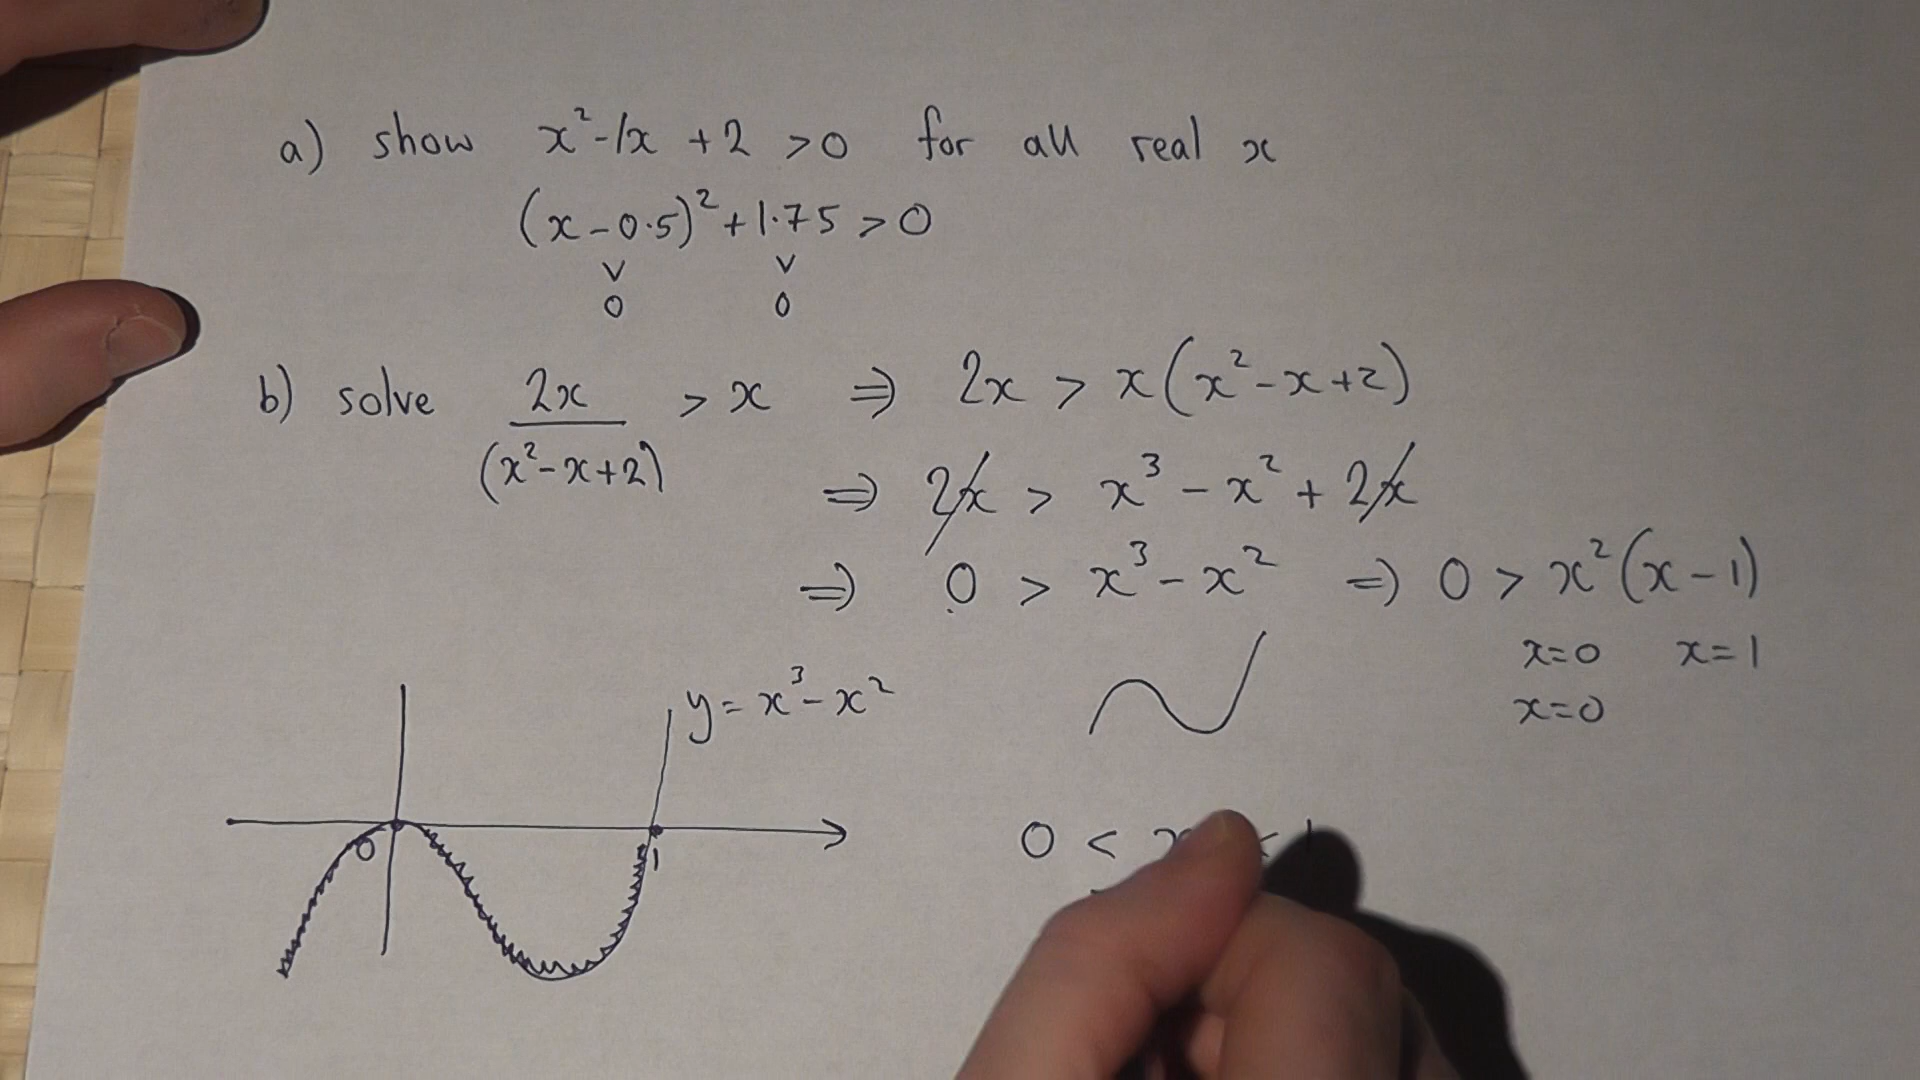 a) show x²-1x +2 >0 for all real x
(x-0.5)²+1.75 >0
v v
0 0
b) solve 2x/(x²-x+2) > x ⇒ 2x > x(x²-x+2)
⇒ 2x > x³ - x² + 2x
⇒ 0 > x³ - x² ⇒ 0 > x²(x-1)
x=0 x=1
x=0
y = x³ - x²
0 1
0 < x < 1